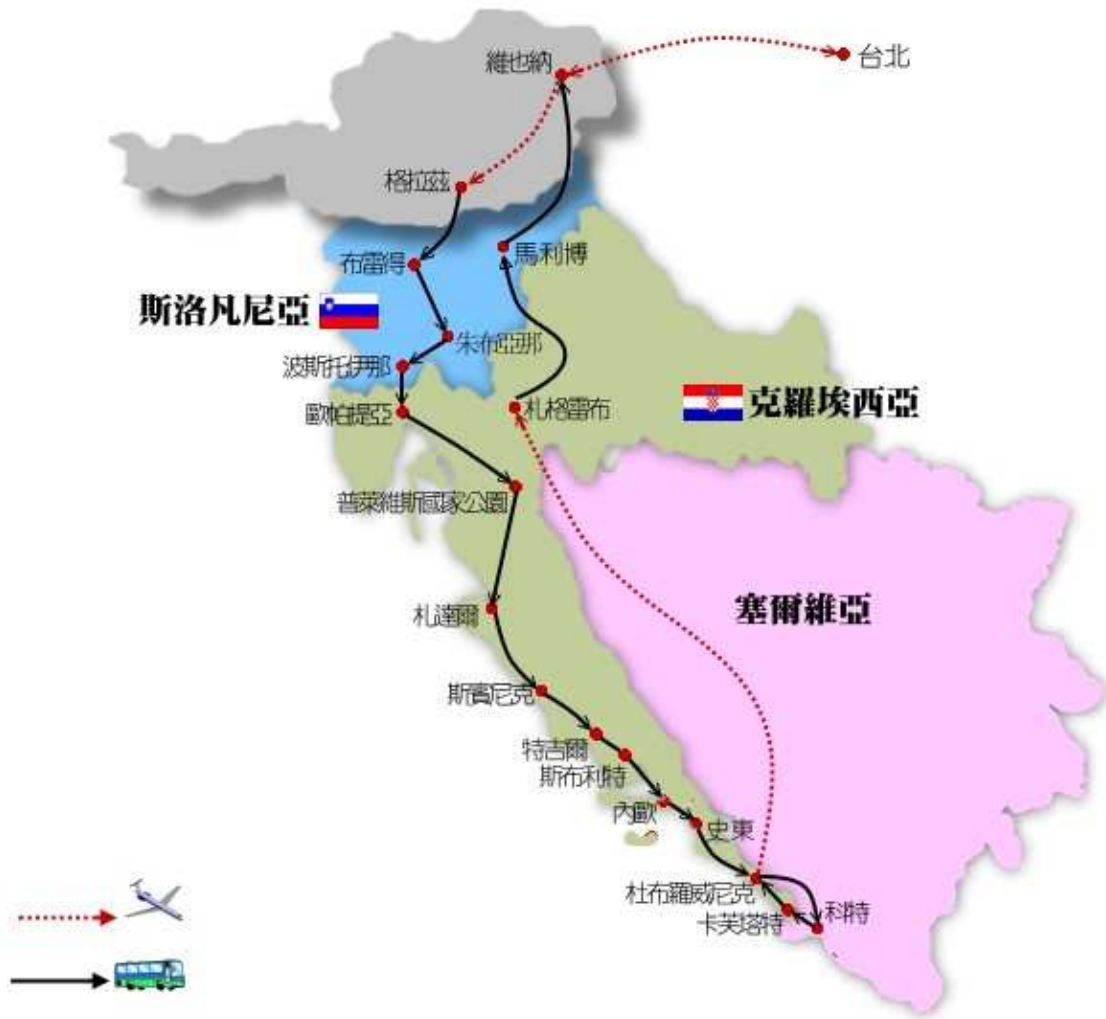 維也納
台北
格拉茲
布雷得
馬利博
斯洛凡尼亞
朱布亞那
波斯托伊那
歐帕提亞
札格雷布
克羅埃西亞
普萊維斯國家公園
塞爾維亞
札達爾
斯賓尼克
特吉爾
斯布利特
內歐
史東
杜布羅威尼克
卡芙塔特
科特